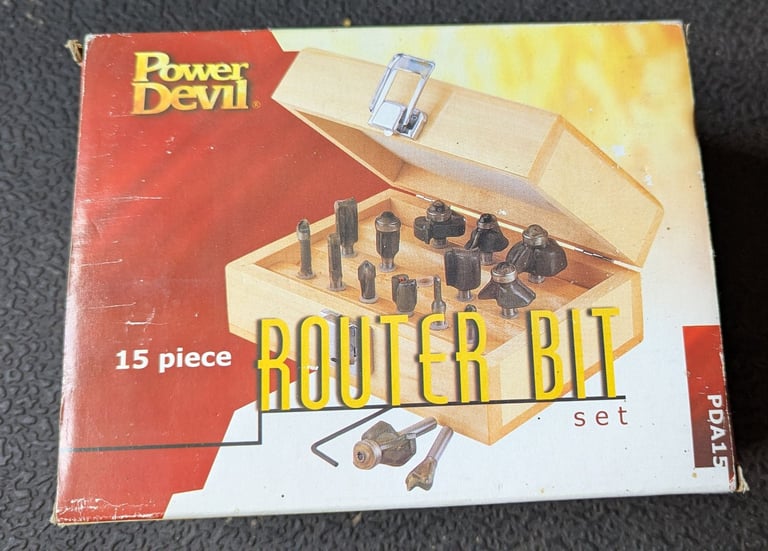 Power
Devil®
15 piece
ROUTER BIT
set
PDA15